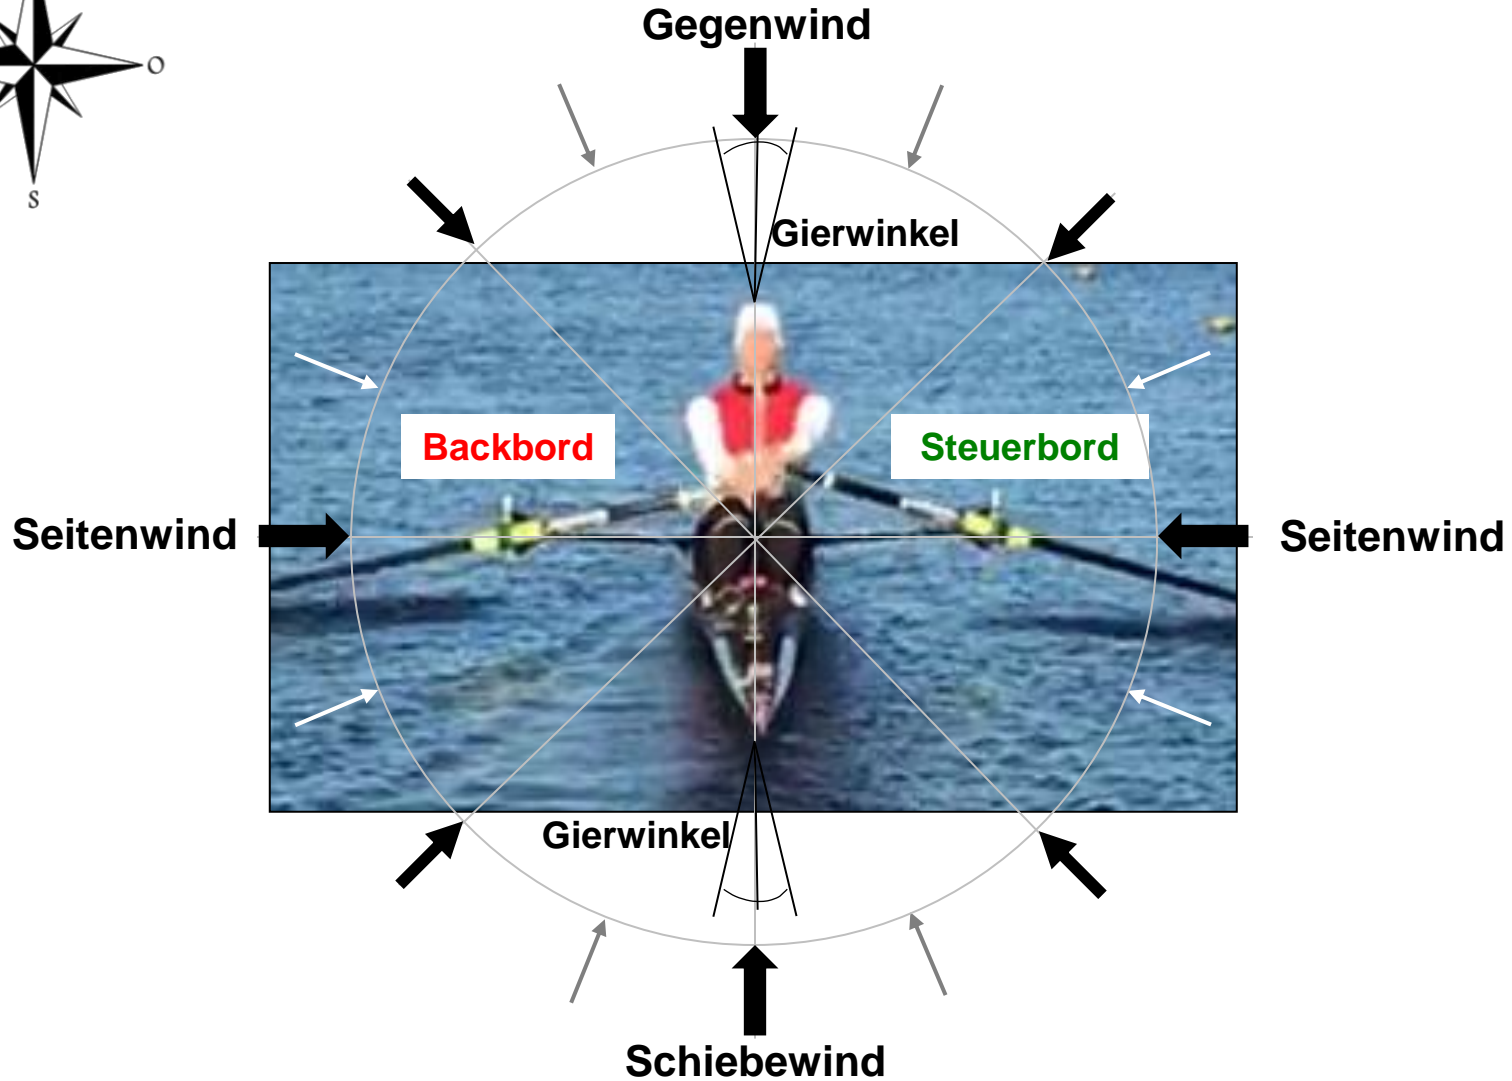 Gegenwind
O
S
Gierwinkel
Backbord
Steuerbord
Seitenwind
Seitenwind
Gierwinkel
Schiebewind